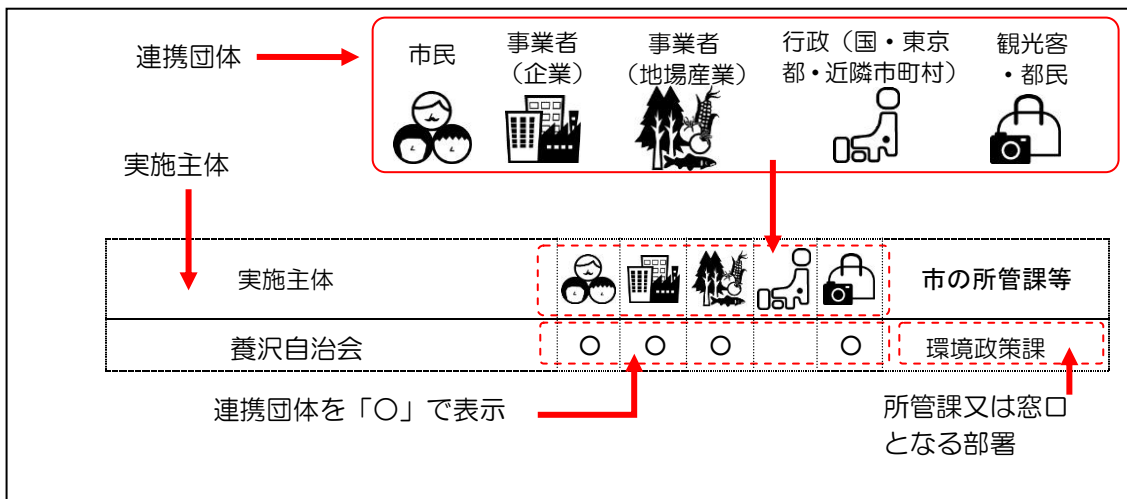 連携団体
市民
事業者
（企業）
事業者
（地場産業）
行政（国・東京
都・近隣市町村）
観光客
・都民
実施主体
実施主体
市の所管課等
養沢自治会
〇 〇 〇 〇
環境政策課
連携団体を「〇」で表示
所管課又は窓口
となる部署